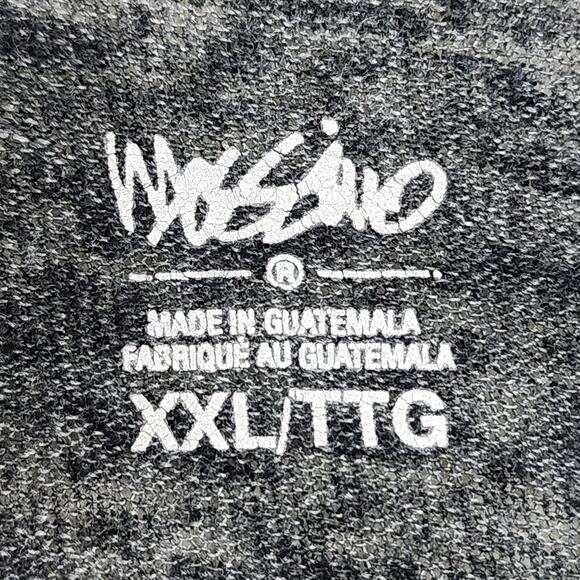 Mossimo
®
MADE IN GUATEMALA
FABRIQUÉ AU GUATEMALA
XXL/TTG